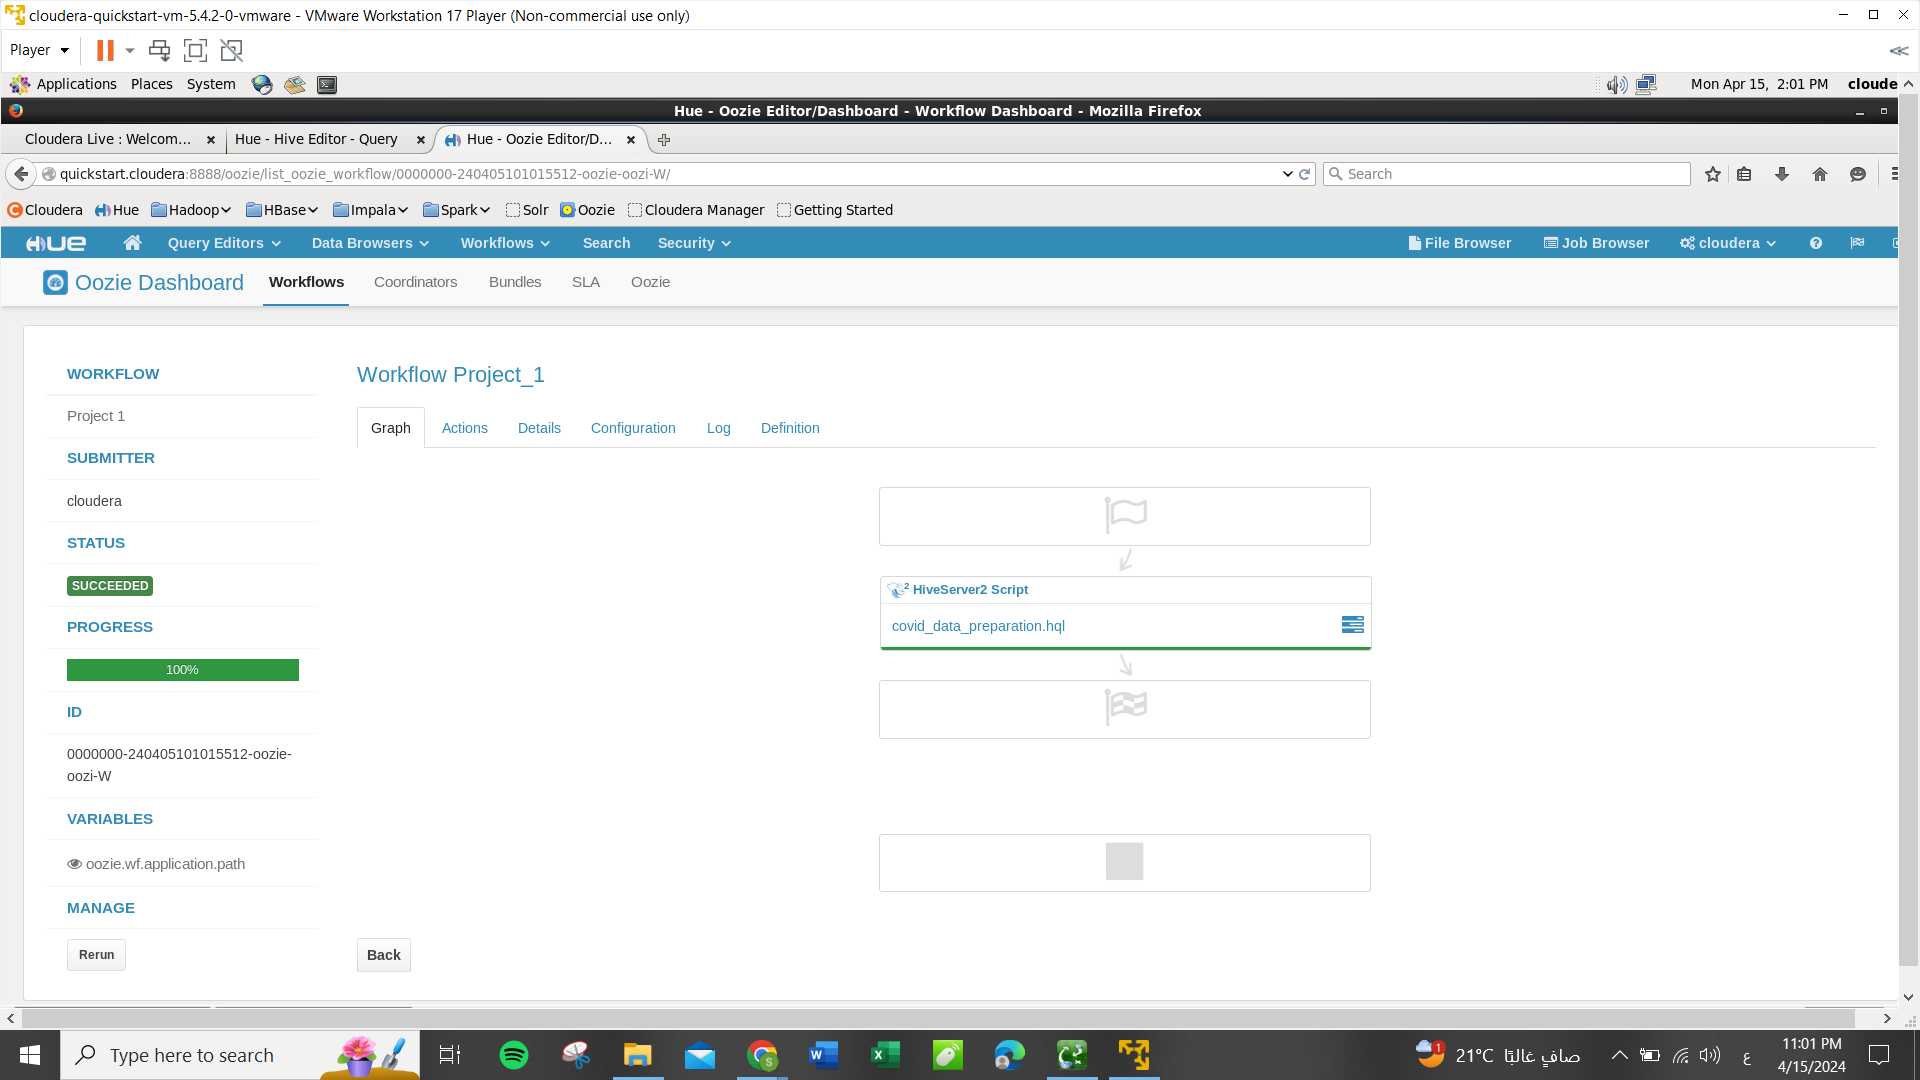 cloudera-quickstart-vm-5.4.2-0-vmware - VMware Workstation 17 Player (Non-commercial use only)
Player
Applications Places System Mon Apr 15, 2:01 PM cloude
Hue - Oozie Editor/Dashboard - Workflow Dashboard - Mozilla Firefox
Cloudera Live : Welcom... Hue - Hive Editor - Query Hue - Oozie Editor/D...
quickstart.cloudera:8888/oozie/list_oozie_workflow/0000000-240405101015512-oozie-oozi-W/ Search
Cloudera Hue Hadoop HBase Impala Spark Solr Oozie Cloudera Manager Getting Started
HUE Query Editors Data Browsers Workflows Search Security File Browser Job Browser cloudera
Oozie Dashboard Workflows Coordinators Bundles SLA Oozie
WORKFLOW
Project 1
SUBMITTER
cloudera
STATUS
SUCCEEDED
PROGRESS
100%
ID
0000000-240405101015512-oozie-
oozi-W
VARIABLES
oozie.wf.application.path
MANAGE
Rerun
Workflow Project_1
Graph Actions Details Configuration Log Definition
2 HiveServer2 Script
covid_data_preparation.hql
Back
Type here to search
1 21°C صافٍ غالبًا ع 11:01 PM
4/15/2024